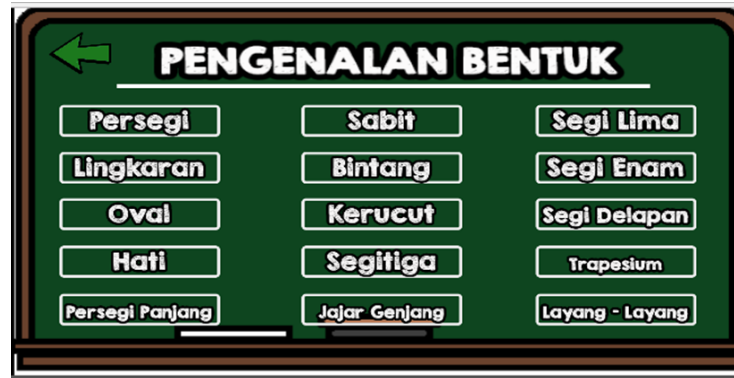 PENGENALAN BENTUK
Persegi
Sabit
Segi Lima
Lingkaran
Bintang
Segi Enam
Oval
Kerucut
Segi Delapan
Hati
Segitiga
Trapesium
Persegi Panjang
Jajar Genjang
Layang - Layang